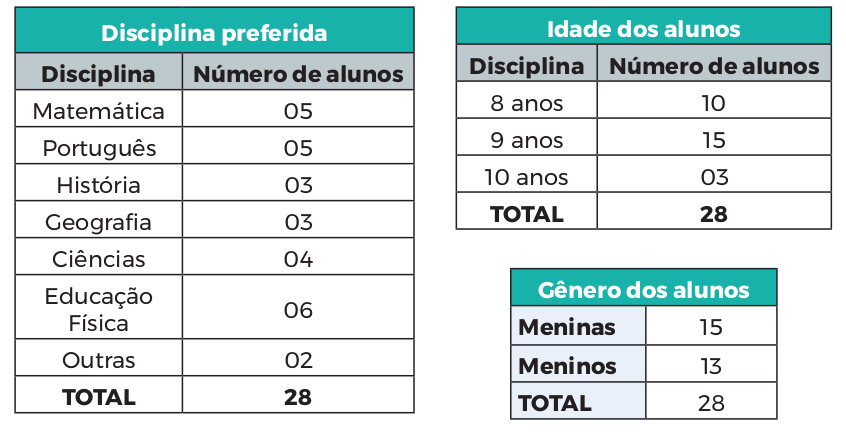 Disciplina preferida
Disciplina Número de alunos
Matemática 05
Português 05
História 03
Geografia 03
Ciências 04
Educação
Física 06
Outras 02
TOTAL 28
Idade dos alunos
Disciplina Número de alunos
8 anos 10
9 anos 15
10 anos 03
TOTAL 28
Gênero dos alunos
Meninas 15
Meninos 13
TOTAL 28